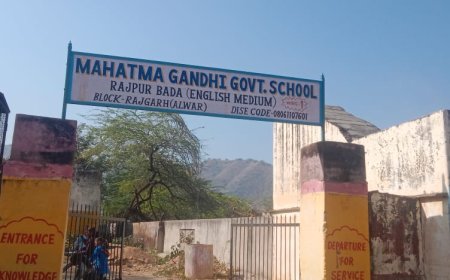 MAHATMA GANDHI GOVT. SCHOOL
RAJPUR BADA (ENGLISH MEDIUM)
BLOCK-RAJGARH (ALWAR) DISE CODE-08061107601
ENTRANCE
FOR
KNOWLEDGE
DEPARTURE
FOR
SERVICE